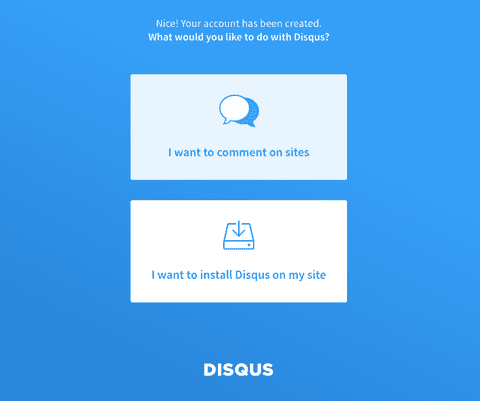 Nice! Your account has been created.
What would you like to do with Disqus?
I want to comment on sites
I want to install Disqus on my site
DISQUS